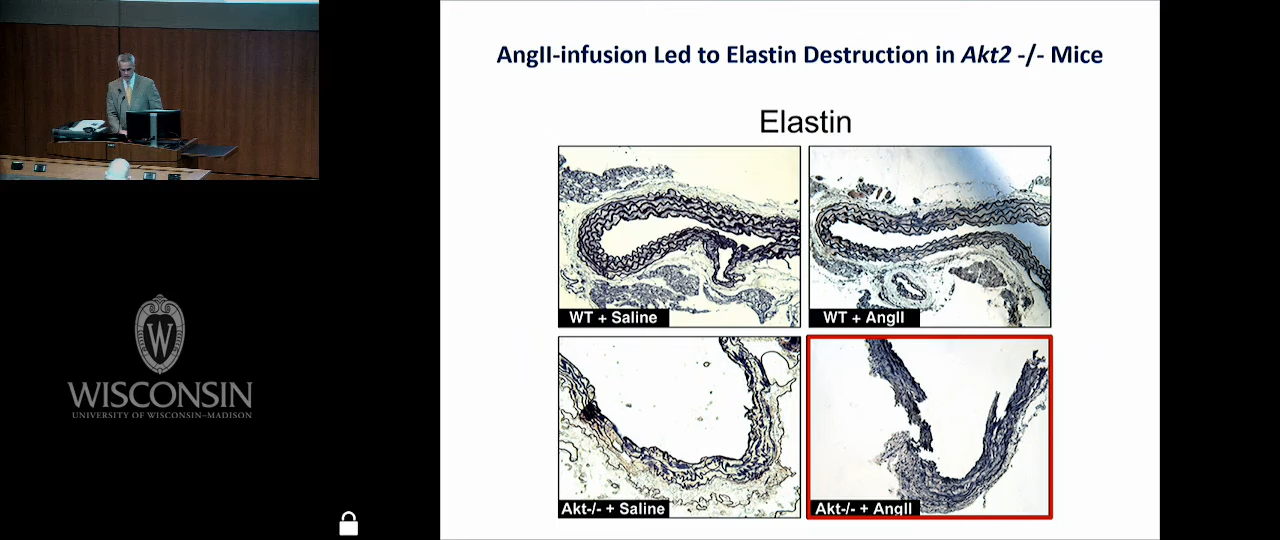 AngII-infusion Led to Elastin Destruction in Akt2 -/- Mice
Elastin
WT + Saline
WT + AngII
Akt-/- + Saline
Akt-/- + AngII
W
WISCONSIN
UNIVERSITY OF WISCONSIN–MADISON